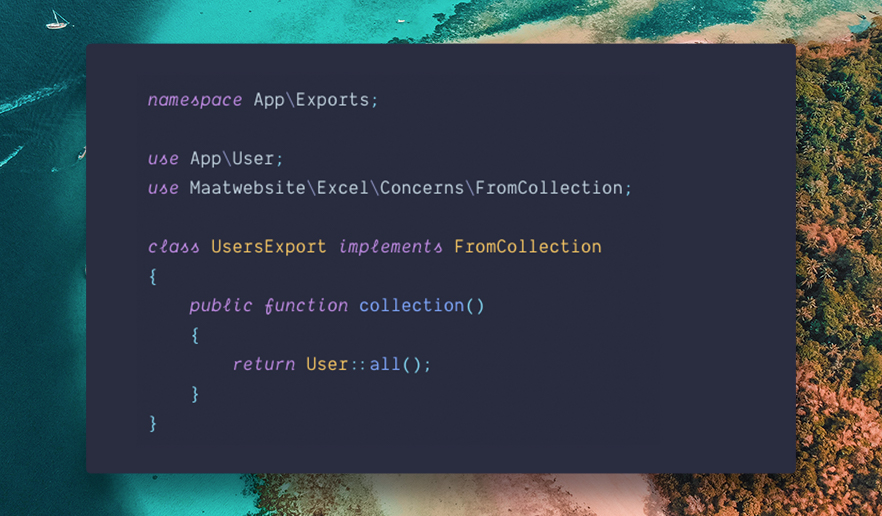 namespace App\Exports;
use App\User;
use Maatwebsite\Excel\Concerns\FromCollection;
class UsersExport implements FromCollection
{
    public function collection()
    {
        return User::all();
    }
}